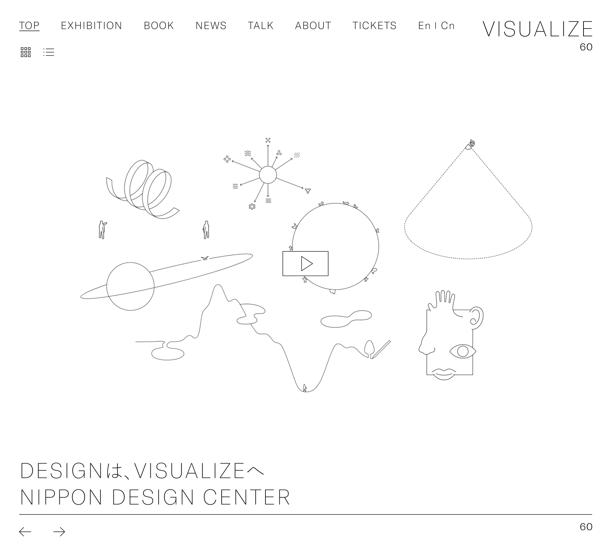 TOP EXHIBITION BOOK NEWS TALK ABOUT TICKETS En | Cn
VISUALIZE
60
DESIGNは、VISUALIZEへ
NIPPON DESIGN CENTER
60